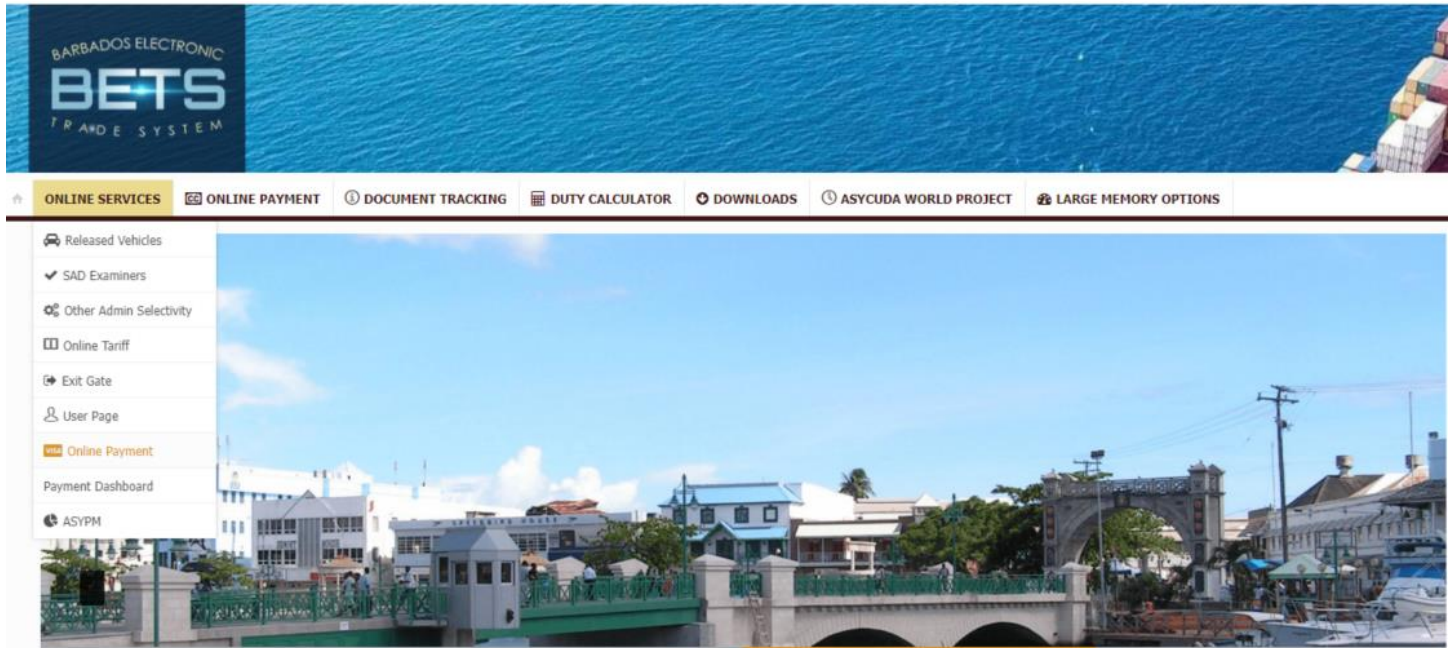 BARBADOS ELECTRONIC
BETS
TRADE SYSTEM
ONLINE SERVICES CC ONLINE PAYMENT DOCUMENT TRACKING DUTY CALCULATOR DOWNLOADS ASYCUDA WORLD PROJECT LARGE MEMORY OPTIONS
Released Vehicles
SAD Examiners
Other Admin Selectivity
Online Tariff
Exit Gate
User Page
VISA Online Payment
Payment Dashboard
ASYPM